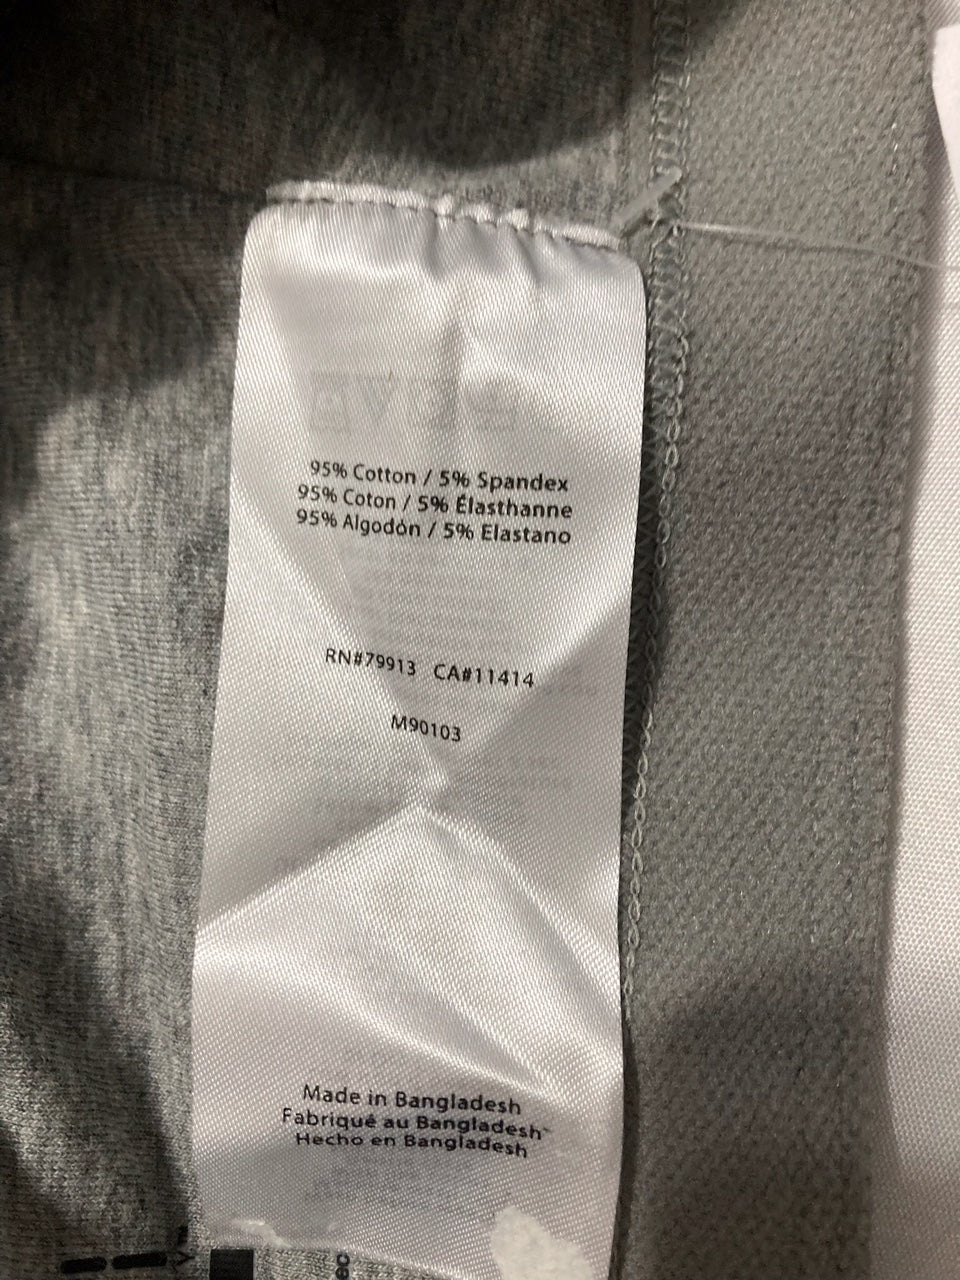 95% Cotton / 5% Spandex
95% Coton / 5% Élasthanne
95% Algodón / 5% Elastano
RN#79913 CA#11414
M90103
Made in Bangladesh
Fabriqué au Bangladesh
Hecho en Bangladesh